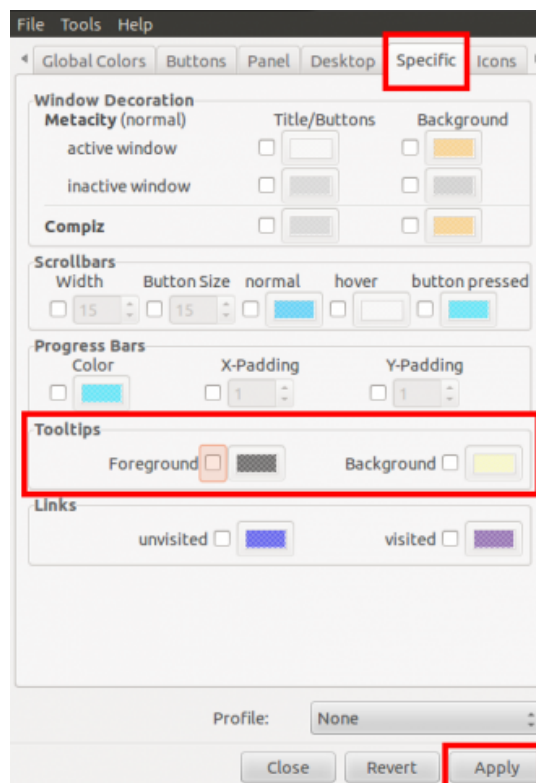 File Tools Help
Global Colors Buttons Panel Desktop Specific Icons
Window Decoration
Metacity (normal) Title/Buttons Background
active window
inactive window
Compiz
Scrollbars
Width Button Size normal hover button pressed
15 15
Progress Bars
Color X-Padding Y-Padding
1 1
Tooltips
Foreground Background
Links
unvisited visited
Profile: None
Close Revert Apply